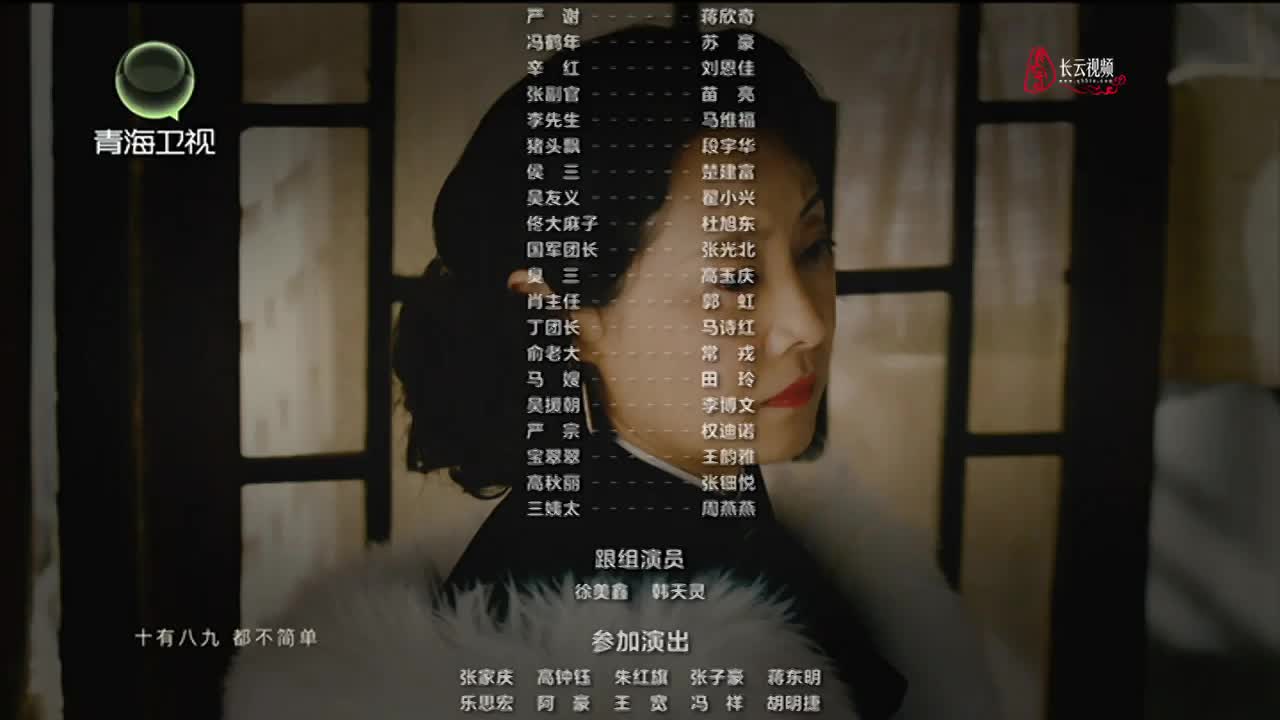 严 谢 - - - - - - 蒋欣奇
冯鹤年 - - - - - - 苏 豪
辛 红 - - - - - - 刘恩佳
张副官 - - - - - - 苗 亮
李先生 - - - - - - 马维福
猪头飘 - - - - - - 段宇华
侯 三 - - - - - - 楚建富
吴友义 - - - - - - 翟小兴
佟大麻子 - - - - - 杜旭东
国军团长 - - - - - 张光北
臭 三 - - - - - - 高玉庆
肖主任 - - - - - - 郭 虹
丁团长 - - - - - - 马诗红
俞老大 - - - - - - 常 戎
马 嫂 - - - - - - 田 玲
吴援朝 - - - - - - 李博文
严 宗 - - - - - - 权迪诺
宝翠翠 - - - - - - 王韵雅
高秋丽 - - - - - - 张钿悦
三姨太 - - - - - - 周燕燕
青海卫视
长云视频
跟组演员
徐美鑫 韩天灵
十有八九 都不简单
参加演出
张家庆 高钟钰 朱红旗 张子豪 蒋东明
乐思宏 阿 豪 王 宽 冯 祥 胡明捷